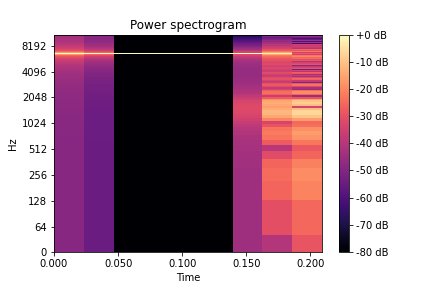 Power spectrogram
8192
4096
2048
1024
512
256
128
64
0
Hz
0.000 0.050 0.100 0.150 0.200
Time
+0 dB
-10 dB
-20 dB
-30 dB
-40 dB
-50 dB
-60 dB
-70 dB
-80 dB